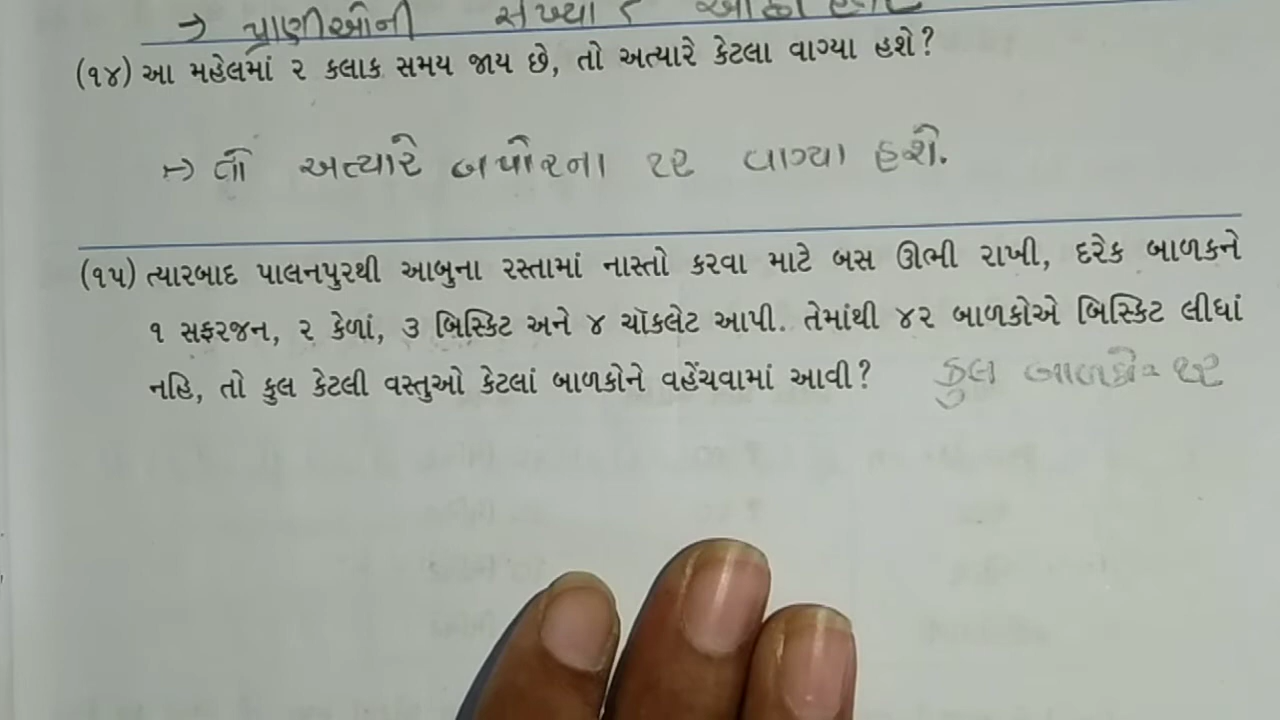 → પ્રાણીઓની સંખ્યા
(૧૪) આ મહેલમાં ૨ કલાક સમય જાય છે, તો અત્યારે કેટલા વાગ્યા હશે?
→ તો અત્યારે બપોરના ૧૨ વાગ્યા હશે.
(૧૫) ત્યારબાદ પાલનપુરથી આબુના રસ્તામાં નાસ્તો કરવા માટે બસ ઊભી રાખી, દરેક બાળકને
૧ સફરજન, ૨ કેળાં, ૩ બિસ્કિટ અને ૪ ચૉકલેટ આપી. તેમાંથી ૪૨ બાળકોએ બિસ્કિટ લીધાં
નહિ, તો કુલ કેટલી વસ્તુઓ કેટલાં બાળકોને વહેંચવામાં આવી? કુલ બાળકો =